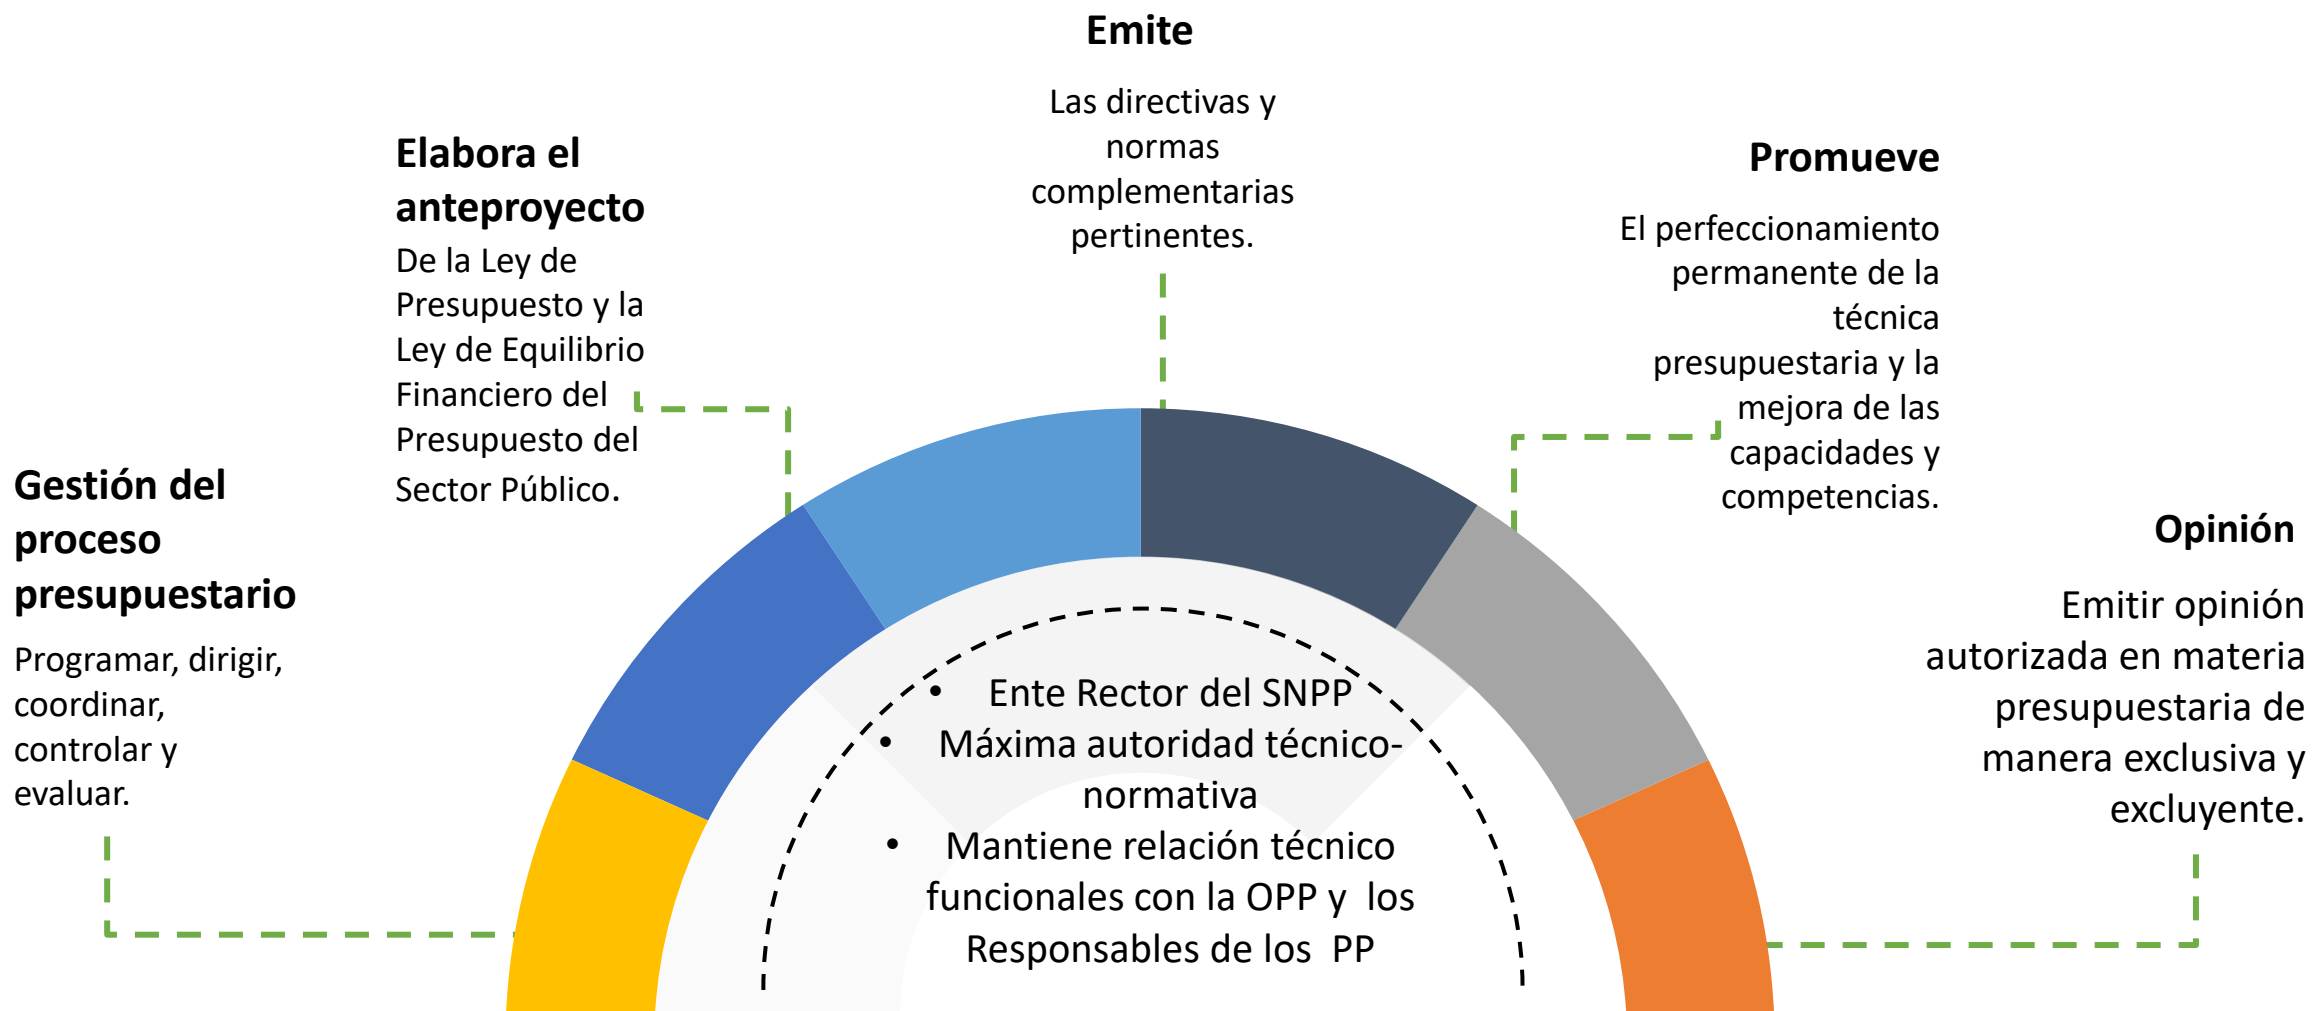 Gestión del
proceso
presupuestario
Programar, dirigir,
coordinar,
controlar y
evaluar.
Elabora el
anteproyecto
De la Ley de
Presupuesto y la
Ley de Equilibrio
Financiero del
Presupuesto del
Sector Público.
Emite
Las directivas y
normas
complementarias
pertinentes.
Promueve
El perfeccionamiento
permanente de la
técnica
presupuestaria y la
mejora de las
capacidades y
competencias.
Opinión
Emitir opinión
autorizada en materia
presupuestaria de
manera exclusiva y
excluyente.
• Ente Rector del SNPP
• Máxima autoridad técnico-
normativa
• Mantiene relación técnico
funcionales con la OPP y los
Responsables de los PP